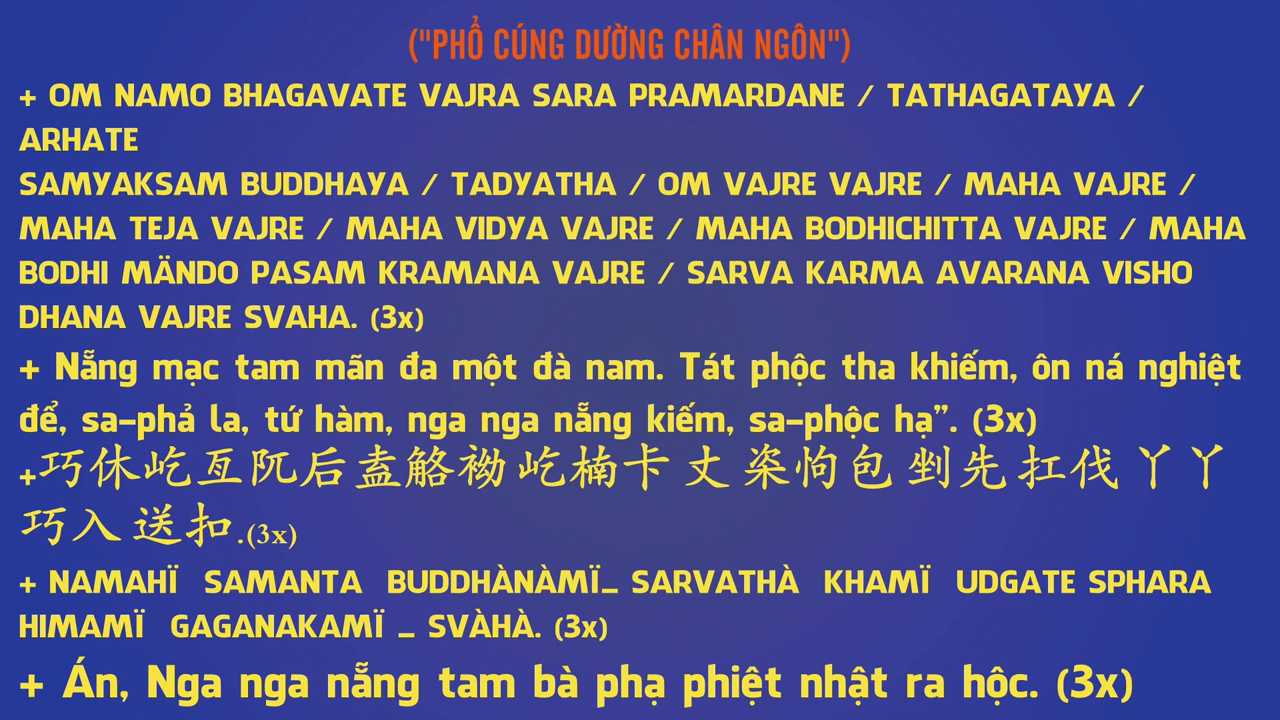 ("PHỔ CÚNG DƯỜNG CHÂN NGÔN")
+ OM NAMO BHAGAVATE VAJRA SARA PRAMARDANE / TATHAGATAYA /
ARHATE
SAMYAKSAM BUDDHAYA / TADYATHA / OM VAJRE VAJRE / MAHA VAJRE /
MAHA TEJA VAJRE / MAHA VIDYA VAJRE / MAHA BODHICHITTA VAJRE / MAHA
BODHI MÄNDO PASAM KRAMANA VAJRE / SARVA KARMA AVARANA VISHO
DHANA VAJRE SVAHA. (3x)
+ Nẵng mạc tam mãn đa một đà nam. Tát phộc tha khiếm, ôn ná nghiệt
để, sa-phả la, tứ hàm, nga nga nẵng kiếm, sa-phộc hạ”. (3x)
+巧休屹亙阢后盍觡袎屹楠卡丈栥怐包剉先扛伐丫丫
巧入送扣.(3x)
+ NAMAHÏ SAMANTA BUDDHÀNÀMÏ_ SARVATHÀ KHAMÏ UDGATE SPHARA
HIMAMÏ GAGANAKAMÏ _ SVÀHÀ. (3x)
+ Án, Nga nga nẵng tam bà phạ phiệt nhật ra hộc. (3x)